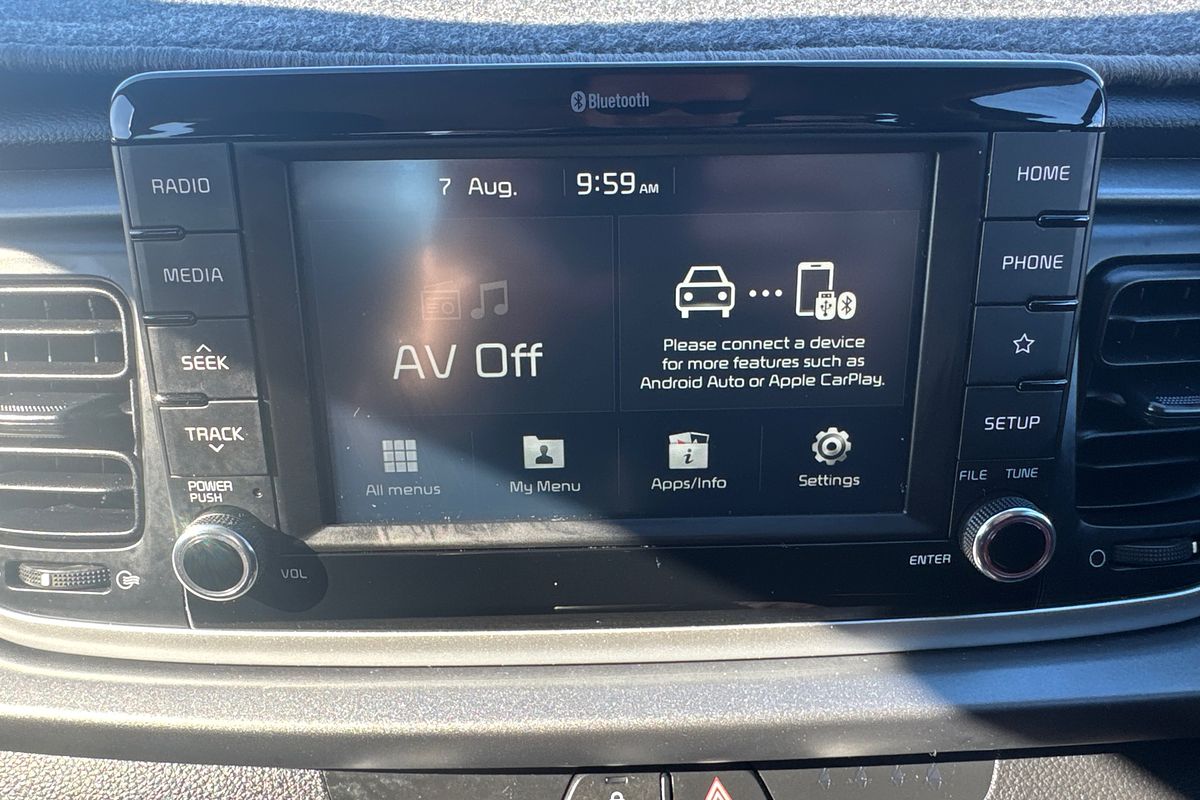 Bluetooth
RADIO
MEDIA
SEEK
TRACK
POWER
PUSH
VOL
7 Aug. 9:59 AM
AV Off
Please connect a device
for more features such as
Android Auto or Apple CarPlay.
All menus
My Menu
Apps/Info
Settings
HOME
PHONE
SETUP
FILE TUNE
ENTER